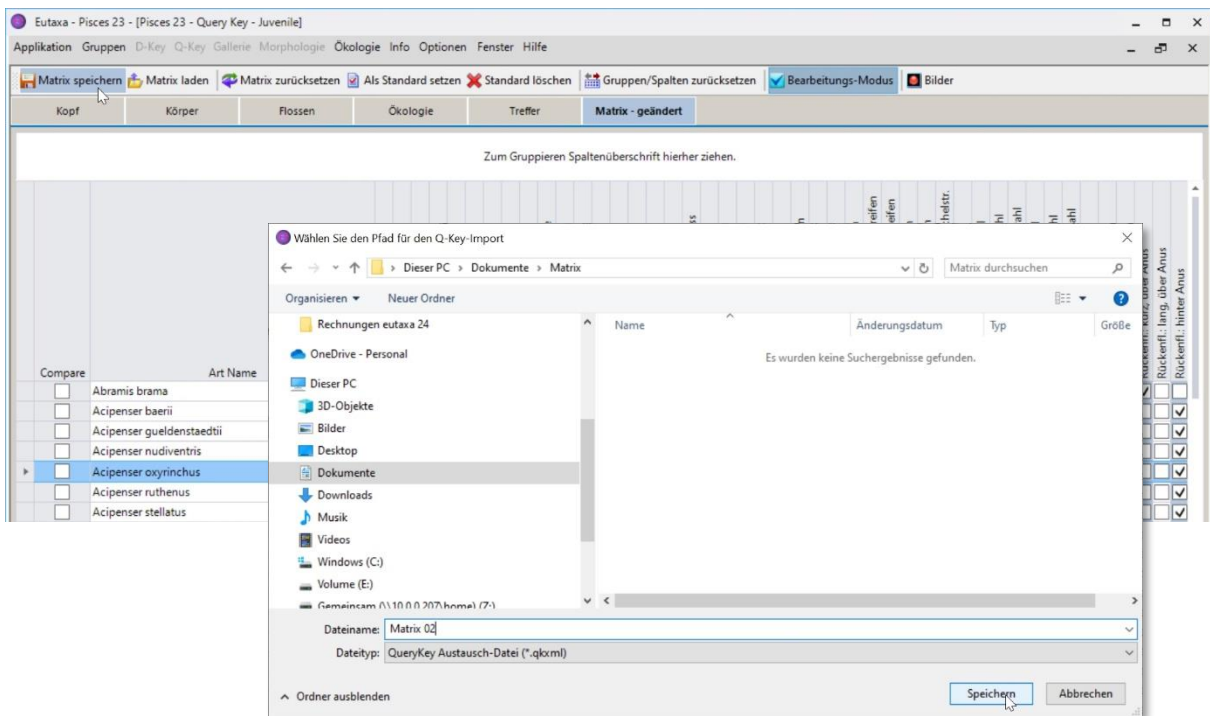 Eutaxa - Pisces 23 - [Pisces 23 - Query Key - Juvenile]
Applikation Gruppen D-Key Q-Key Gallerie Morphologie Ökologie Info Optionen Fenster Hilfe
Matrix speichern Matrix laden Matrix zurücksetzen Als Standard setzen Standard löschen Gruppen/Spalten zurücksetzen Bearbeitungs-Modus Bilder
Kopf Körper Flossen Ökologie Treffer Matrix - geändert
Zum Gruppieren Spaltenüberschrift hierher ziehen.
Rückenfl.: lang, über Anus
Rückenfl.: hinter Anus
Compare Art Name
Abramis brama
Acipenser baerii
Acipenser gueldenstaedtii
Acipenser nudiventris
Acipenser oxyrinchus
Acipenser ruthenus
Acipenser stellatus
Wählen Sie den Pfad für den Q-Key-Import
Dieser PC > Dokumente > Matrix
Matrix durchsuchen
Organisieren Neuer Ordner
Name Änderungsdatum Typ Größe
Es wurden keine Suchergebnisse gefunden.
Rechnungen eutaxa 24
OneDrive - Personal
Dieser PC
3D-Objekte
Bilder
Desktop
Dokumente
Downloads
Musik
Videos
Windows (C:)
Volume (E:)
Gemeinsam (\\10.0.0.207\home) (Z:)
Dateiname: Matrix 02
Dateityp: QueryKey Austausch-Datei (*.qkxml)
Ordner ausblenden
Speichern Abbrechen